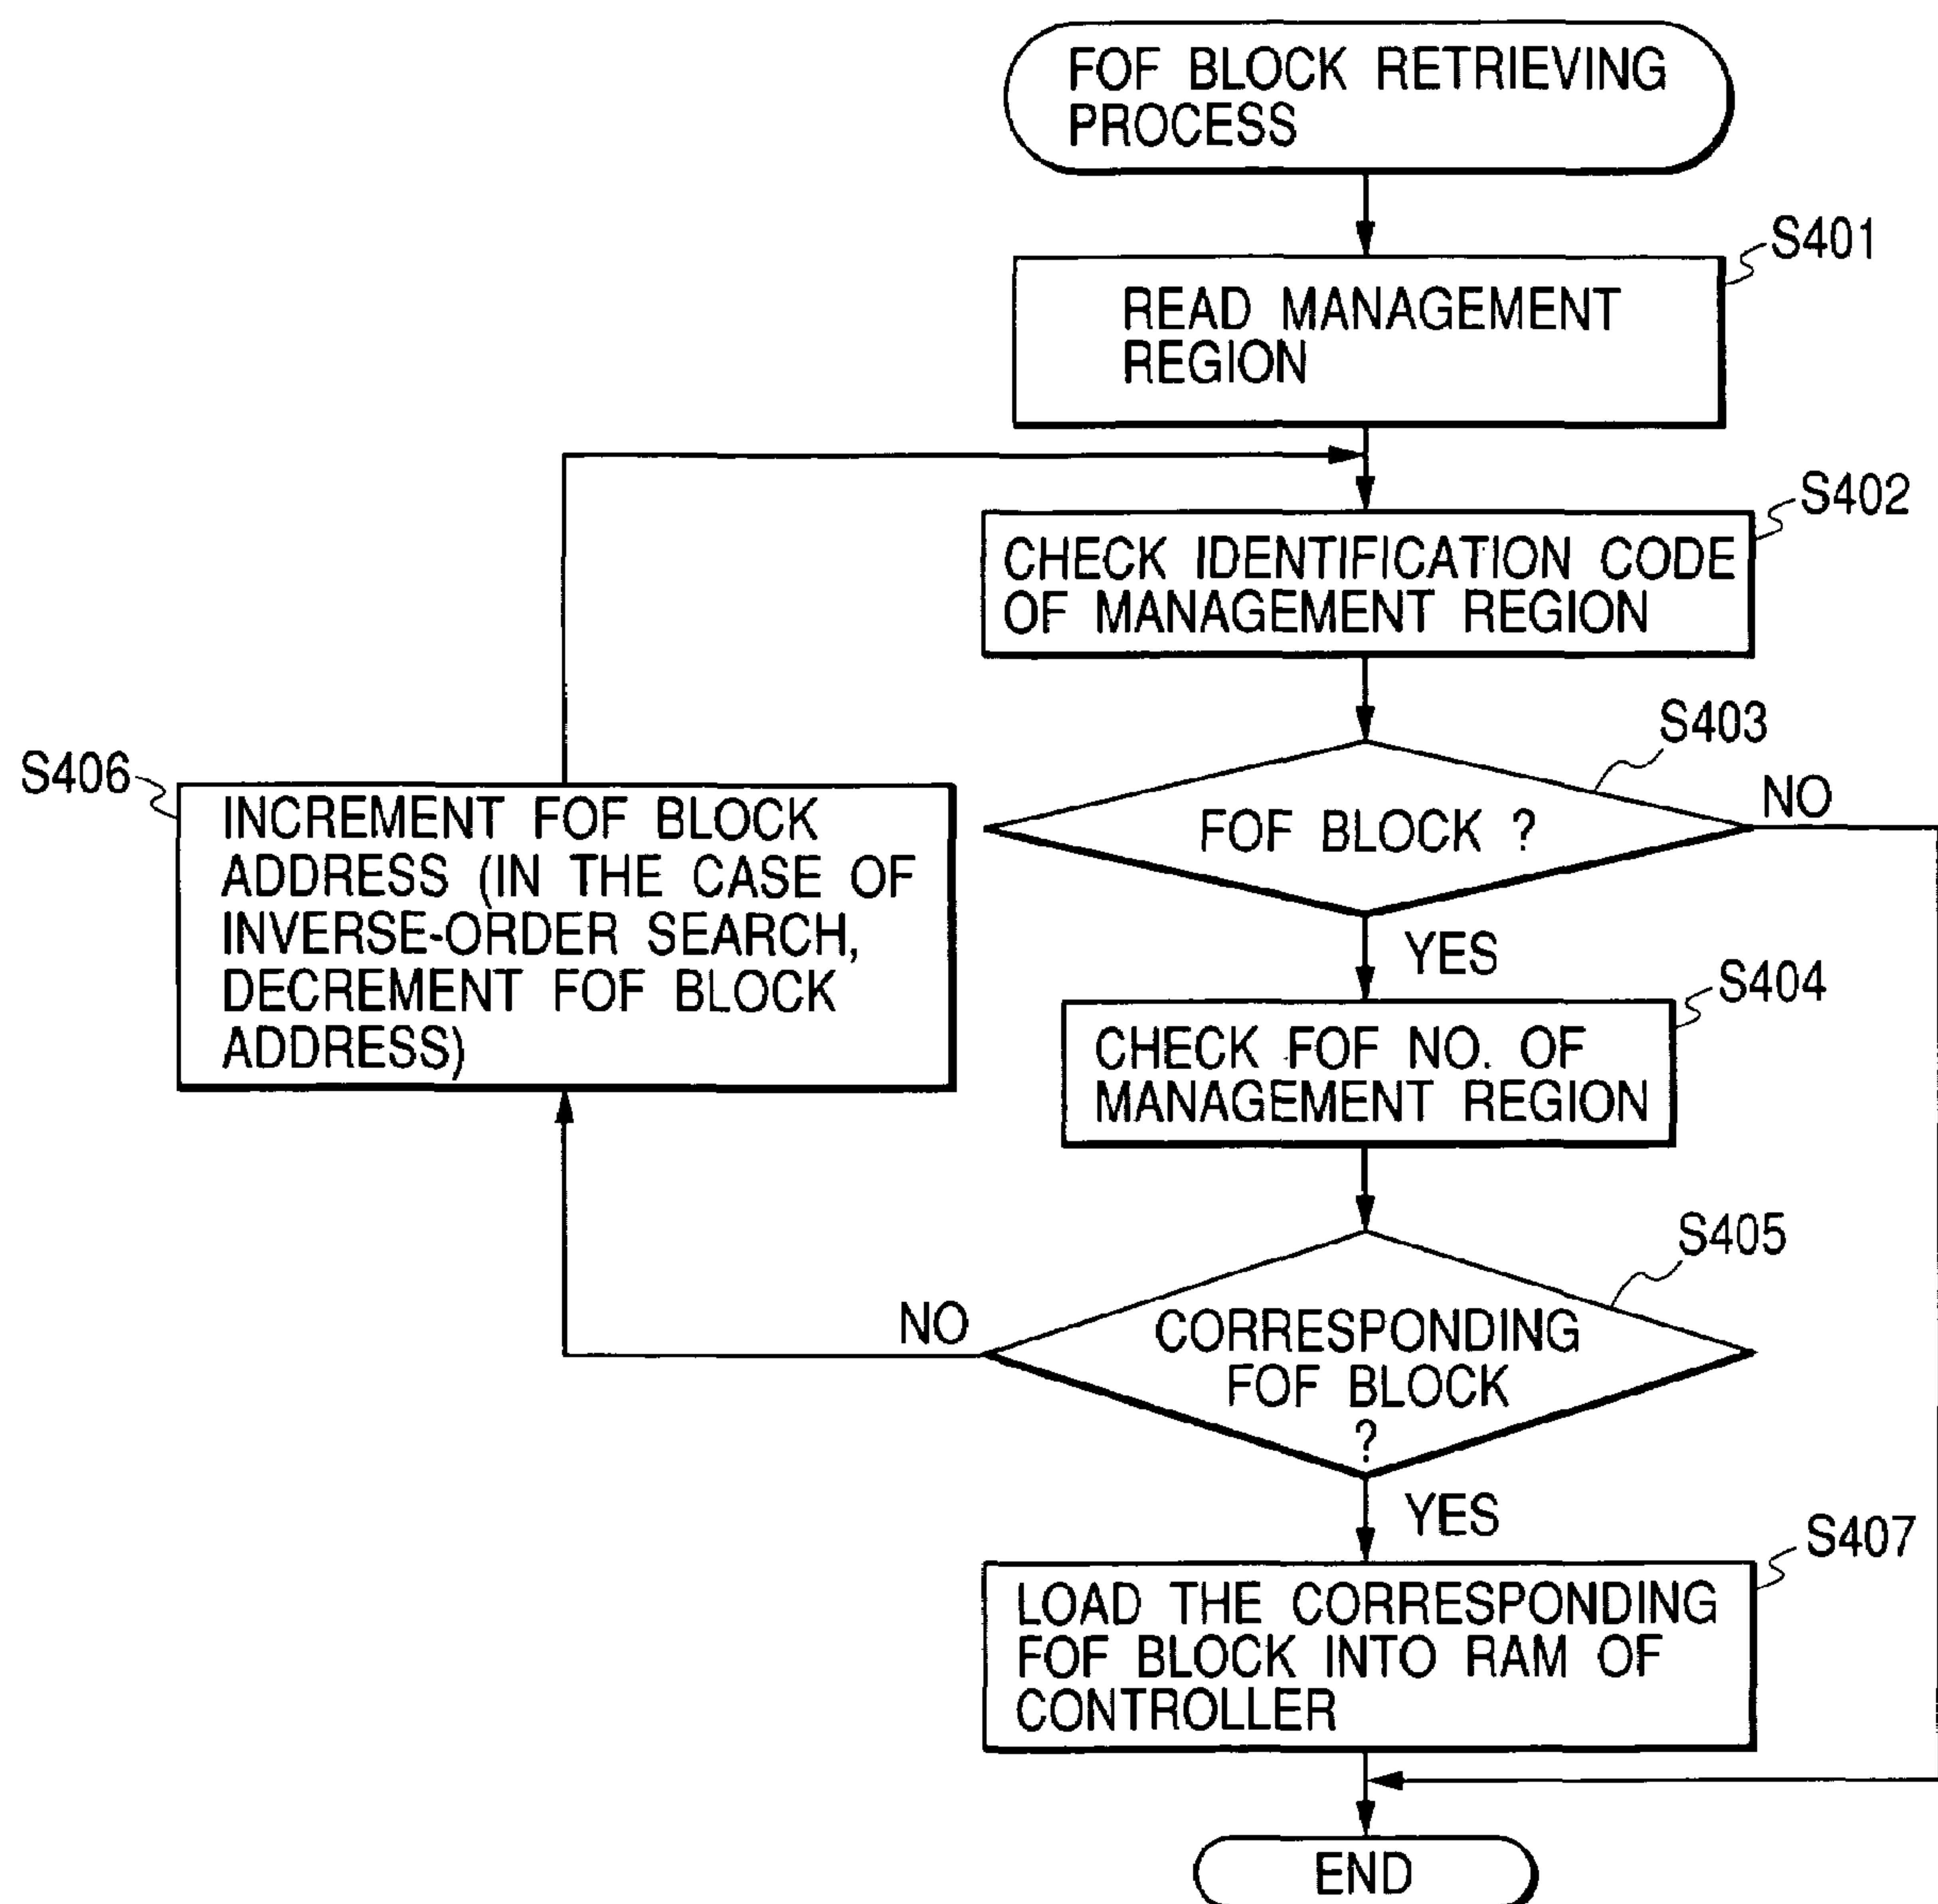 FOF BLOCK RETRIEVING
PROCESS
S401
READ MANAGEMENT
REGION
S402
CHECK IDENTIFICATION CODE
OF MANAGEMENT REGION
S403
FOF BLOCK ?
NO
YES
S404
CHECK FOF NO. OF
MANAGEMENT REGION
S405
CORRESPONDING
FOF BLOCK
?
NO
S406
INCREMENT FOF BLOCK
ADDRESS (IN THE CASE OF
INVERSE-ORDER SEARCH,
DECREMENT FOF BLOCK
ADDRESS)
YES
S407
LOAD THE CORRESPONDING
FOF BLOCK INTO RAM OF
CONTROLLER
END